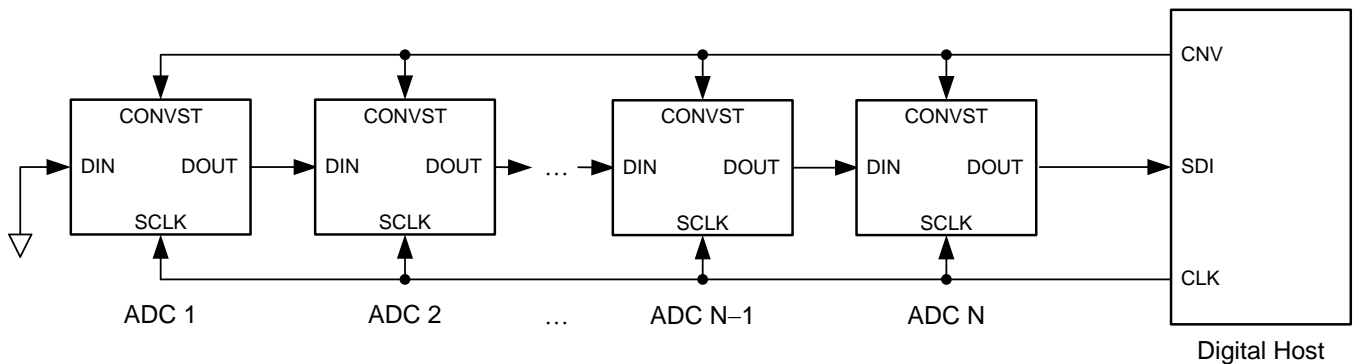 CNV
CONVST CONVST CONVST CONVST
DIN DOUT DIN DOUT … DIN DOUT DIN DOUT SDI
SCLK SCLK SCLK SCLK
CLK
ADC 1 ADC 2 … ADC N–1 ADC N
Digital Host